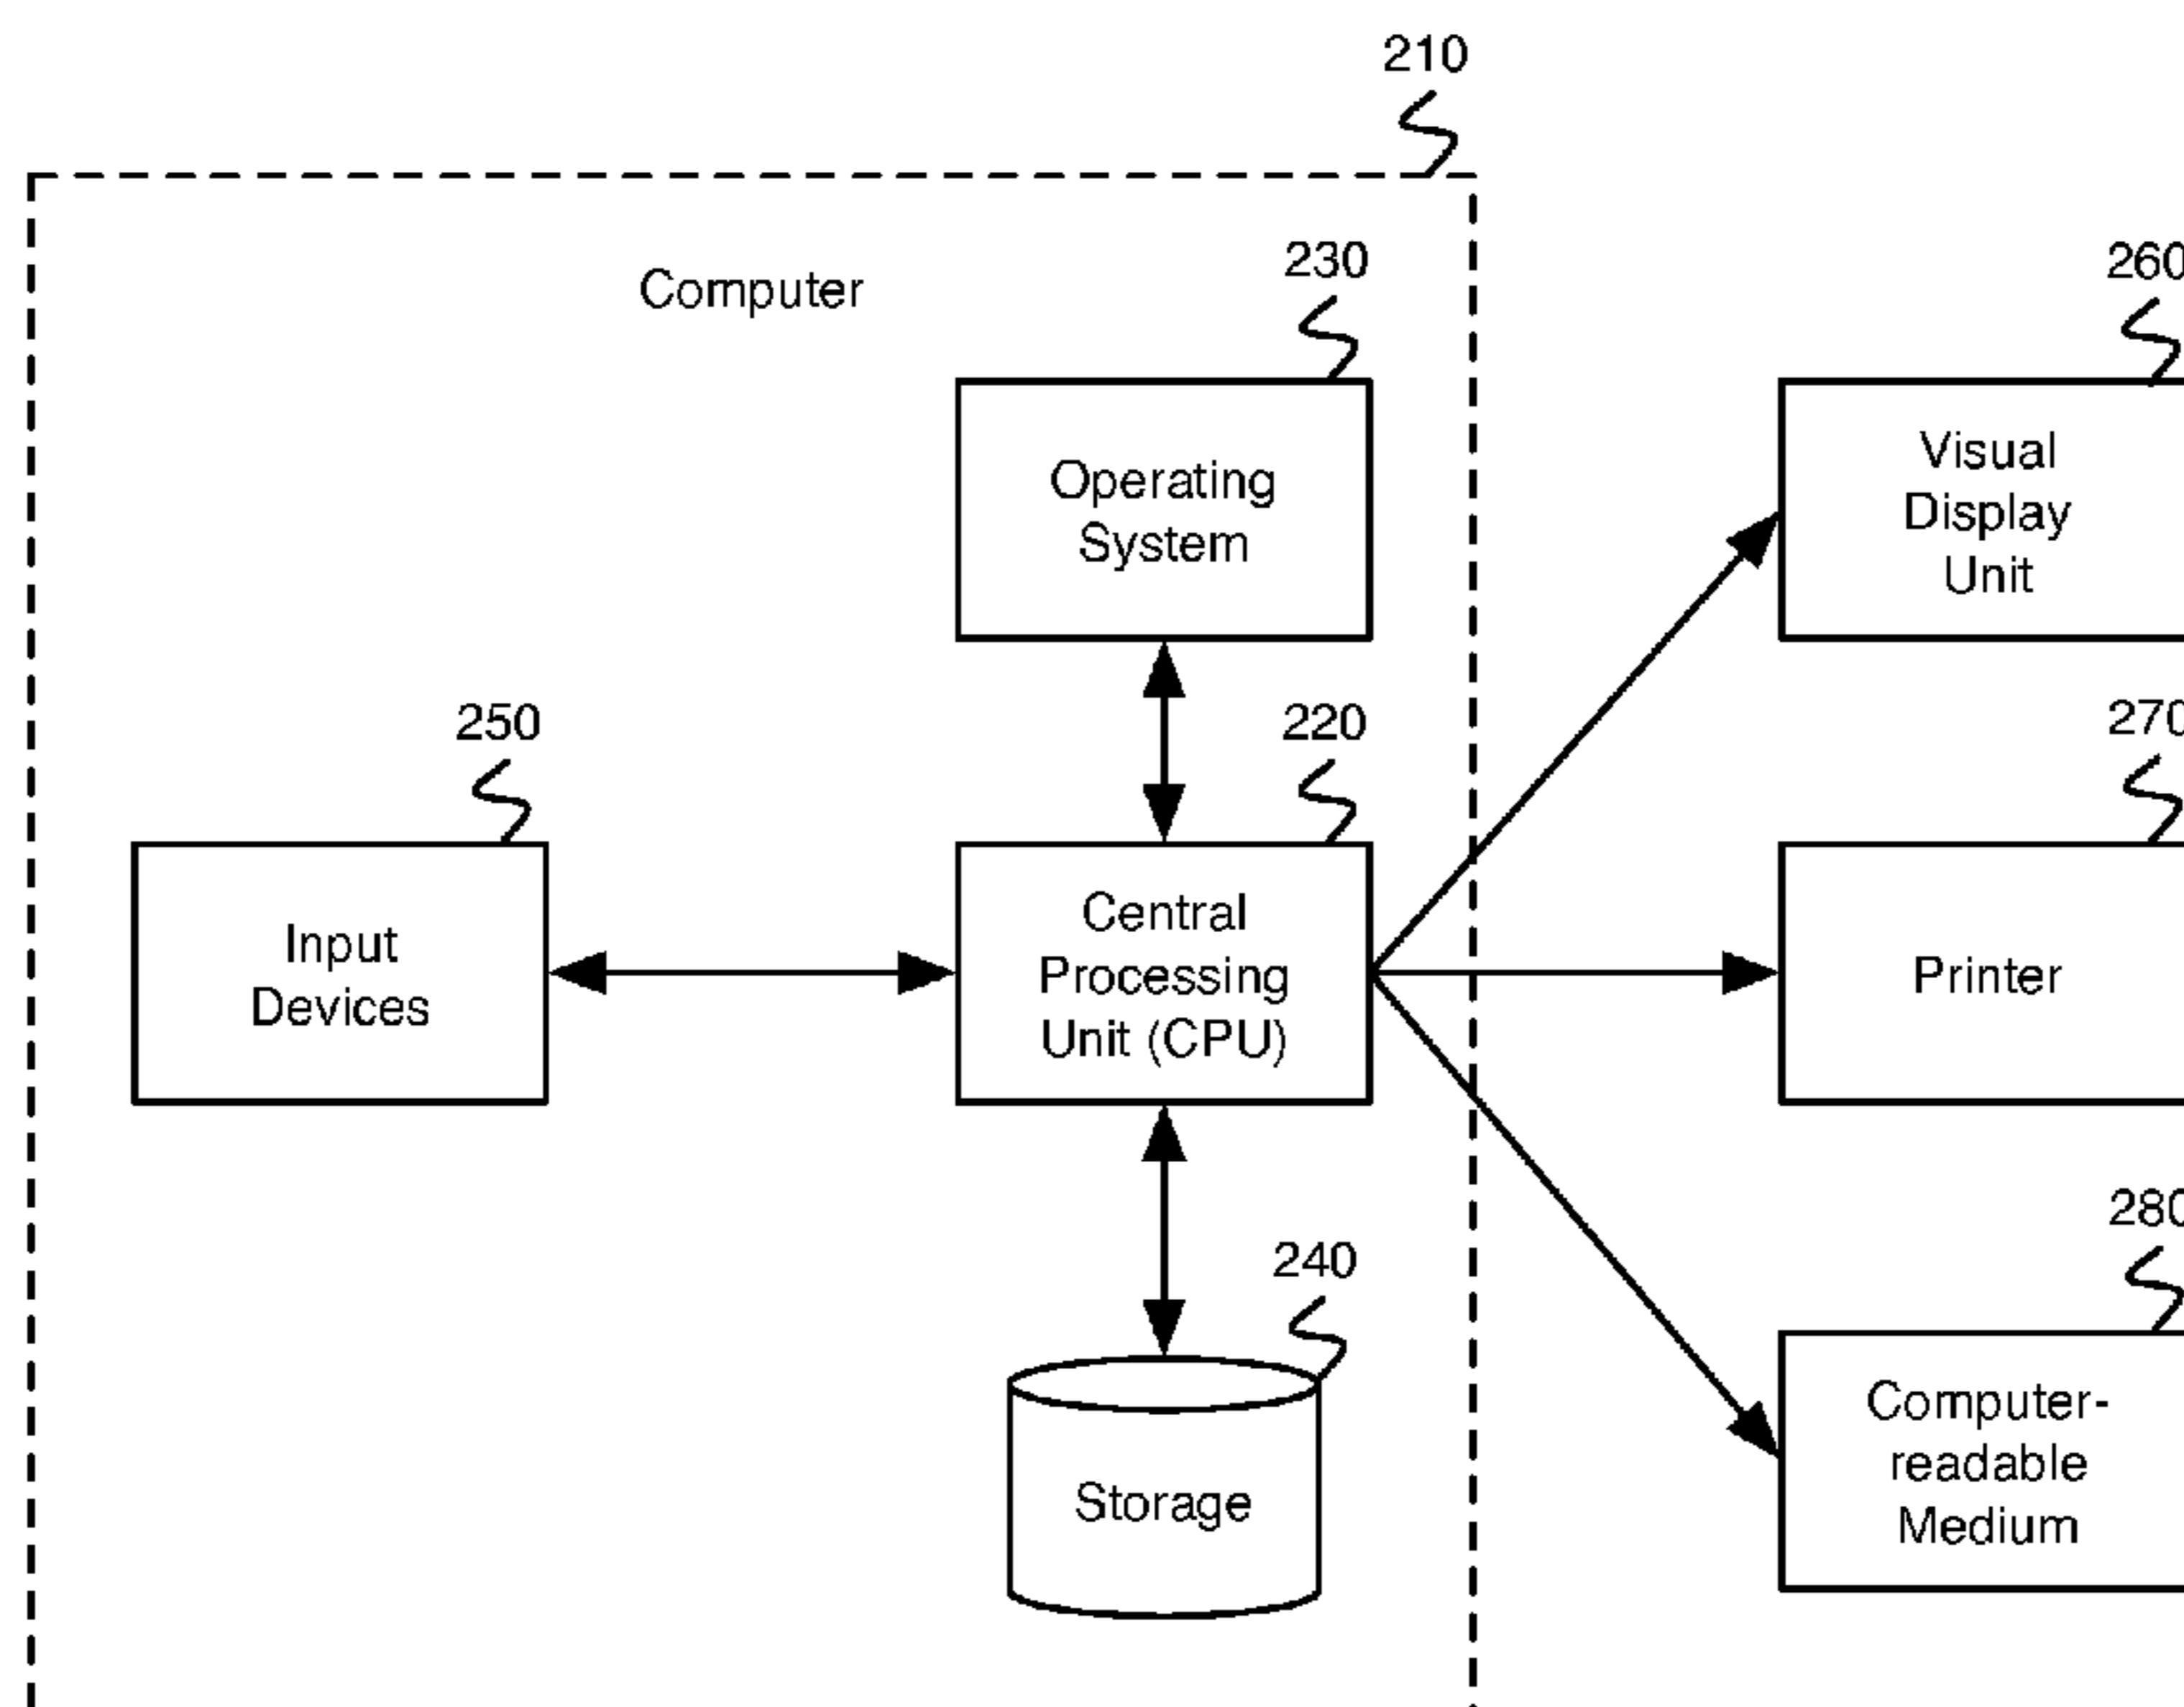 210
Computer
230
260
Operating
System
Visual
Display
Unit
250
220
270
Input
Devices
Central
Processing
Unit (CPU)
Printer
240
280
Storage
Computer-
readable
Medium